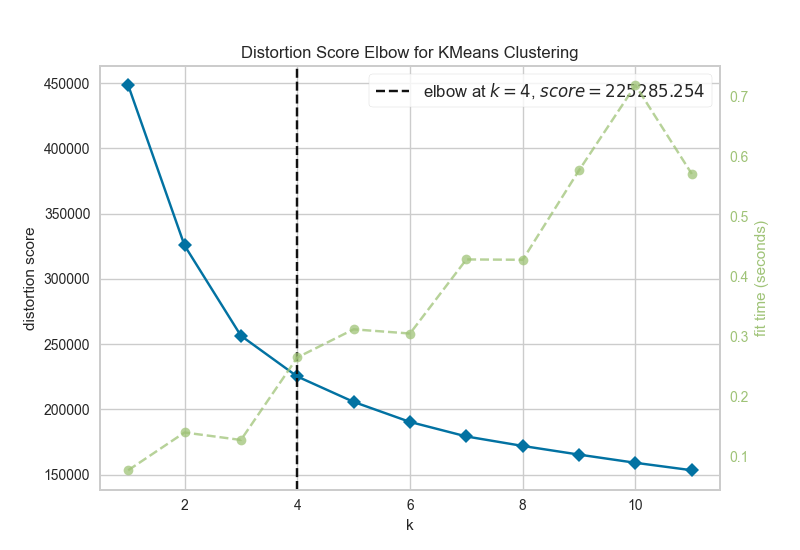 Distortion Score Elbow for KMeans Clustering
elbow at k = 4, score = 225285.254
distortion score
450000
400000
350000
300000
250000
200000
150000
0.7
0.6
0.5
0.4
0.3
0.2
0.1
fit time (seconds)
2 4 6 8 10
k